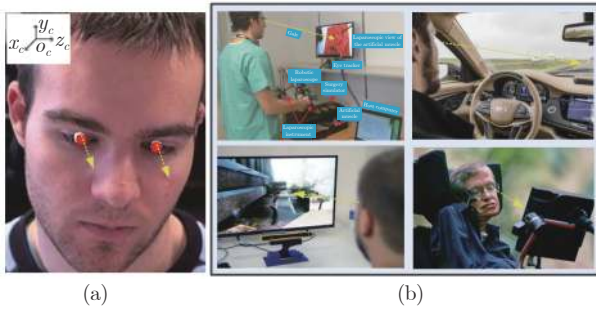 y_c
x_c o_c z_c
Gaze
Laparoscopic view of
the artificial muscle
Eye tracker
Robotic
laparoscope
Surgery
simulator
Artificial
muscle
Host computer
Laparoscopic
instrument
(a)
(b)